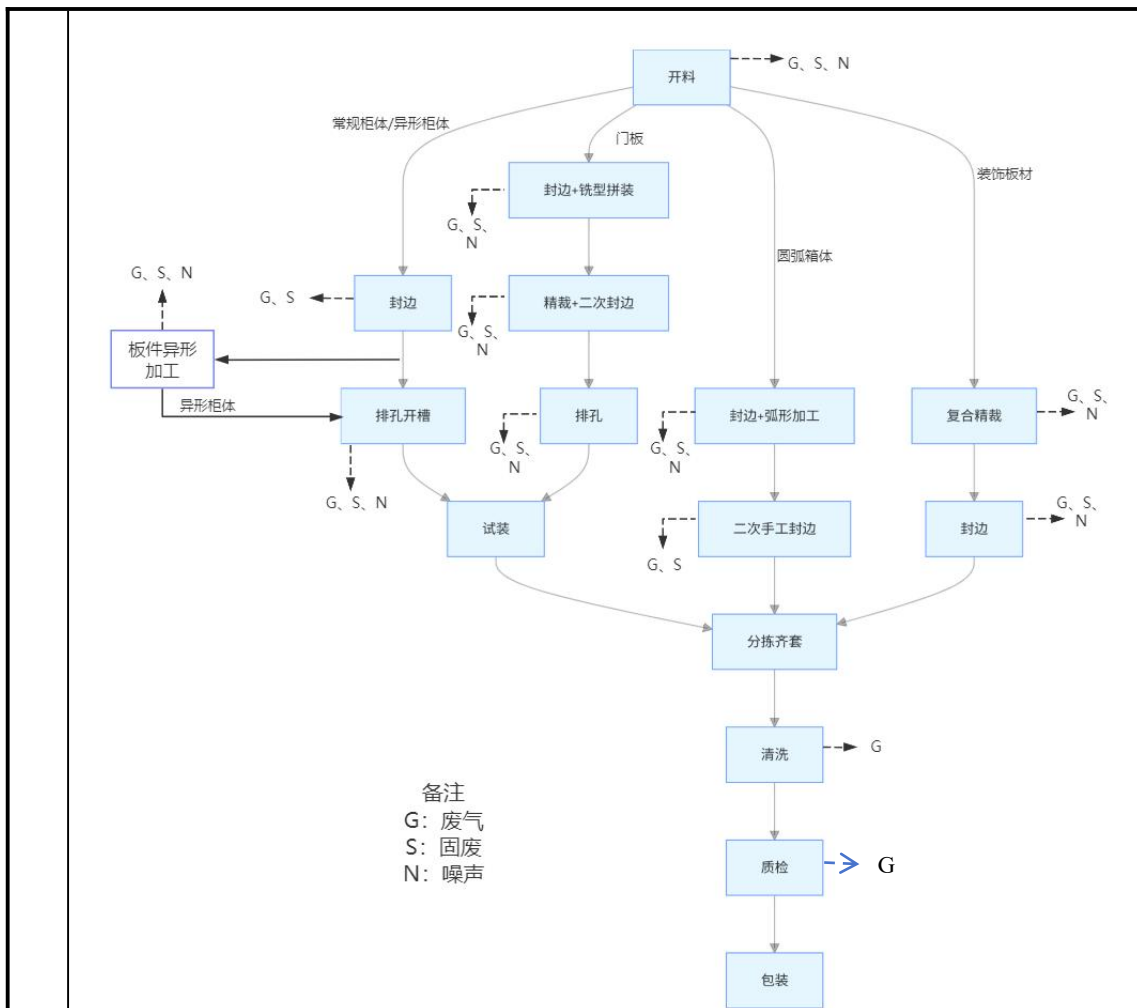 开料
G、S、N
常规柜体/异形柜体
门板
装饰板材
封边+铣型拼装
G、S、
N
圆弧箱体
G、S、N
封边
G、S
精裁+二次封边
G、S、
N
板件异形
加工
异形柜体
排孔开槽
G、S、N
排孔
G、S、
N
封边+弧形加工
G、S、
N
复合精裁
G、S、
N
试装
二次手工封边
G、S
封边
G、S、
N
分拣齐套
清洗
G
备注
G：废气
S：固废
N：噪声
质检
G
包装